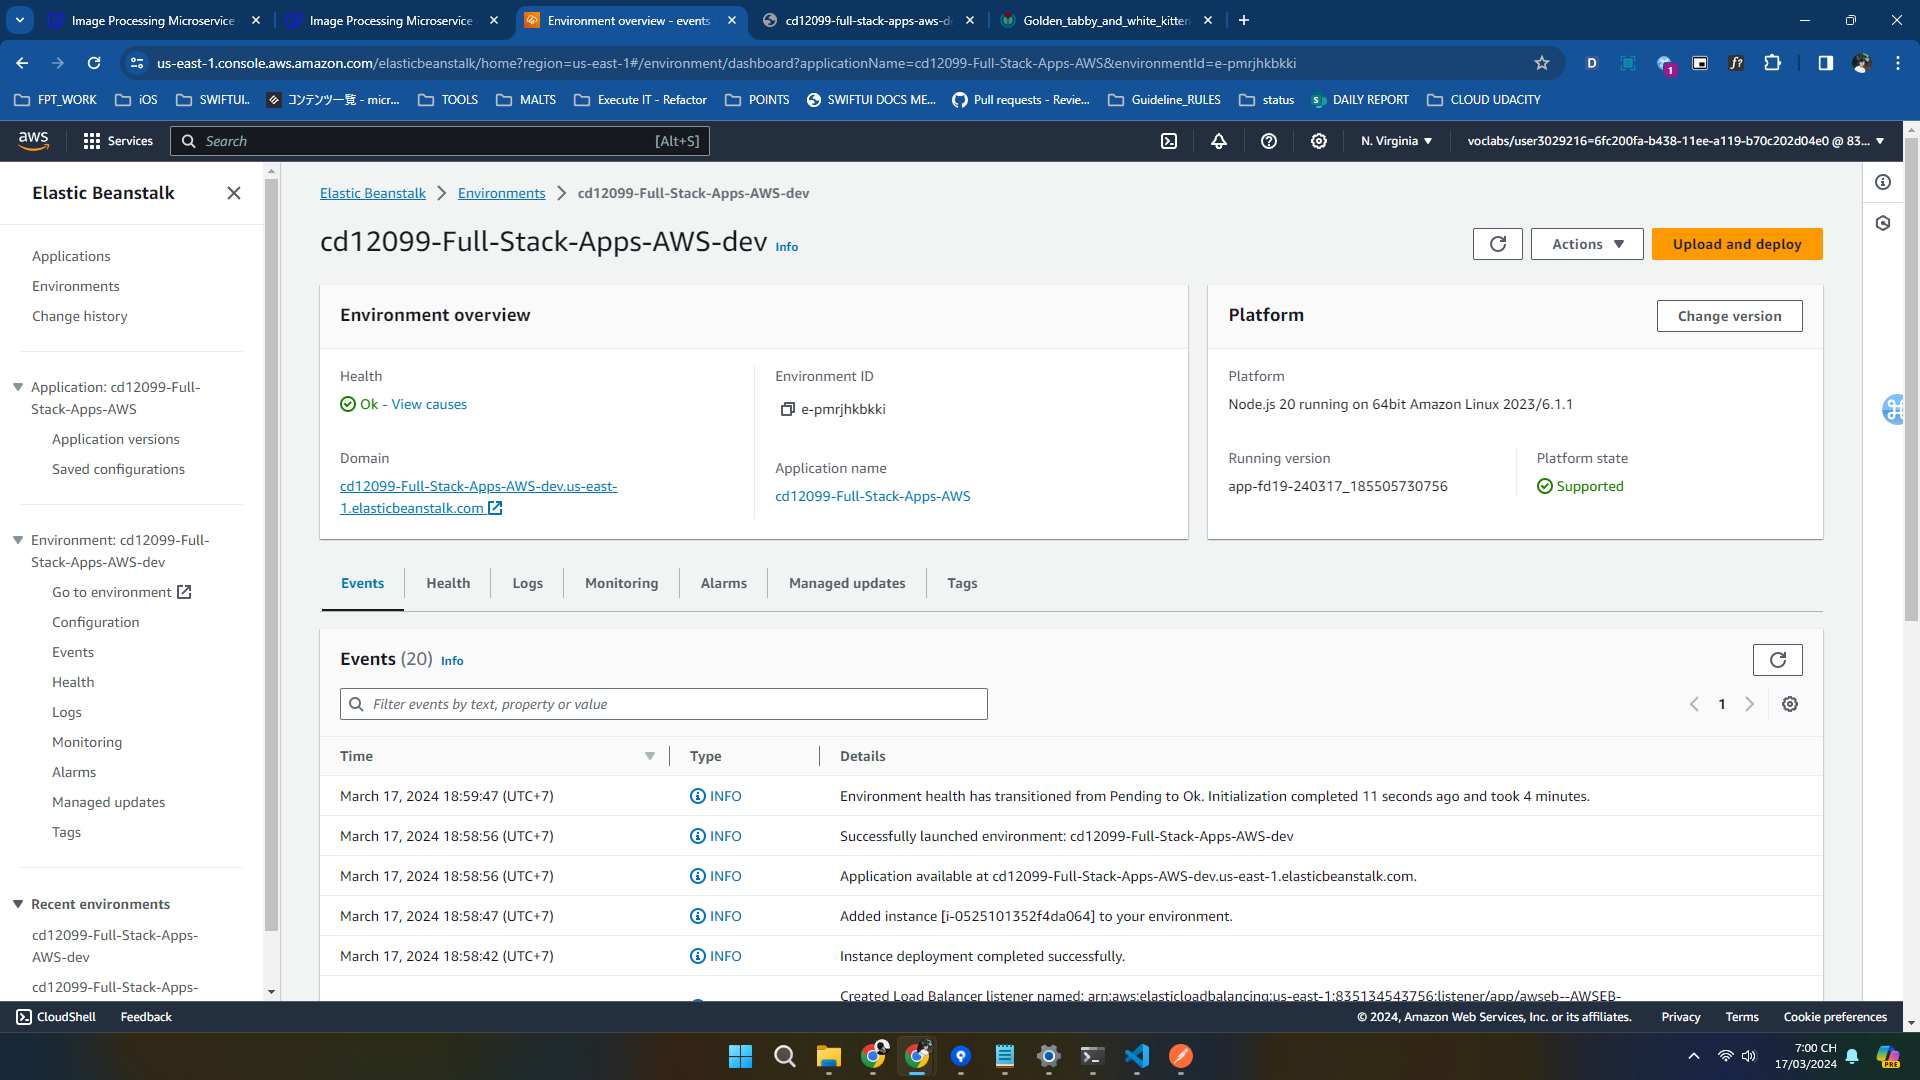 Image Processing Microservice
Image Processing Microservice
Environment overview - events
cd12099-full-stack-apps-aws-de
Golden_tabby_and_white_kitten
us-east-1.console.aws.amazon.com/elasticbeanstalk/home?region=us-east-1#/environment/dashboard?applicationName=cd12099-Full-Stack-Apps-AWS&environmentId=e-pmrjhkbkki
D
1
f?
FPT_WORK
iOS
SWIFTUI..
コンテンツ一覧 - micr...
TOOLS
MALTS
Execute IT - Refactor
POINTS
SWIFTUI DOCS ME...
Pull requests - Revie...
Guideline_RULES
status
DAILY REPORT
CLOUD UDACITY
aws
Services
Search
[Alt+S]
N. Virginia
voclabs/user3029216=6fc200fa-b438-11ee-a119-b70c202d04e0 @ 83...
Elastic Beanstalk
Applications
Environments
Change history
Application: cd12099-Full-
Stack-Apps-AWS
Application versions
Saved configurations
Environment: cd12099-Full-
Stack-Apps-AWS-dev
Go to environment
Configuration
Events
Health
Logs
Monitoring
Alarms
Managed updates
Tags
Recent environments
cd12099-Full-Stack-Apps-
AWS-dev
cd12099-Full-Stack-Apps-
Elastic Beanstalk
Environments
cd12099-Full-Stack-Apps-AWS-dev
cd12099-Full-Stack-Apps-AWS-dev Info
Actions
Upload and deploy
Environment overview
Health
Ok - View causes
Environment ID
e-pmrjhkbkki
Domain
cd12099-Full-Stack-Apps-AWS-dev.us-east-
1.elasticbeanstalk.com
Application name
cd12099-Full-Stack-Apps-AWS
Platform
Change version
Platform
Node.js 20 running on 64bit Amazon Linux 2023/6.1.1
Running version
app-fd19-240317_185505730756
Platform state
Supported
Events
Health
Logs
Monitoring
Alarms
Managed updates
Tags
Events (20) Info
Filter events by text, property or value
1
Time
Type
Details
March 17, 2024 18:59:47 (UTC+7)
INFO
Environment health has transitioned from Pending to Ok. Initialization completed 11 seconds ago and took 4 minutes.
March 17, 2024 18:58:56 (UTC+7)
INFO
Successfully launched environment: cd12099-Full-Stack-Apps-AWS-dev
March 17, 2024 18:58:56 (UTC+7)
INFO
Application available at cd12099-Full-Stack-Apps-AWS-dev.us-east-1.elasticbeanstalk.com.
March 17, 2024 18:58:47 (UTC+7)
INFO
Added instance [i-0525101352f4da064] to your environment.
March 17, 2024 18:58:42 (UTC+7)
INFO
Instance deployment completed successfully.
Created Load Balancer listener named: arn:aws:elasticloadbalancing:us-east-1:835134543756:listener/app/awseb--AWSEB-
CloudShell
Feedback
© 2024, Amazon Web Services, Inc. or its affiliates.
Privacy
Terms
Cookie preferences
7:00 CH
17/03/2024
PRE